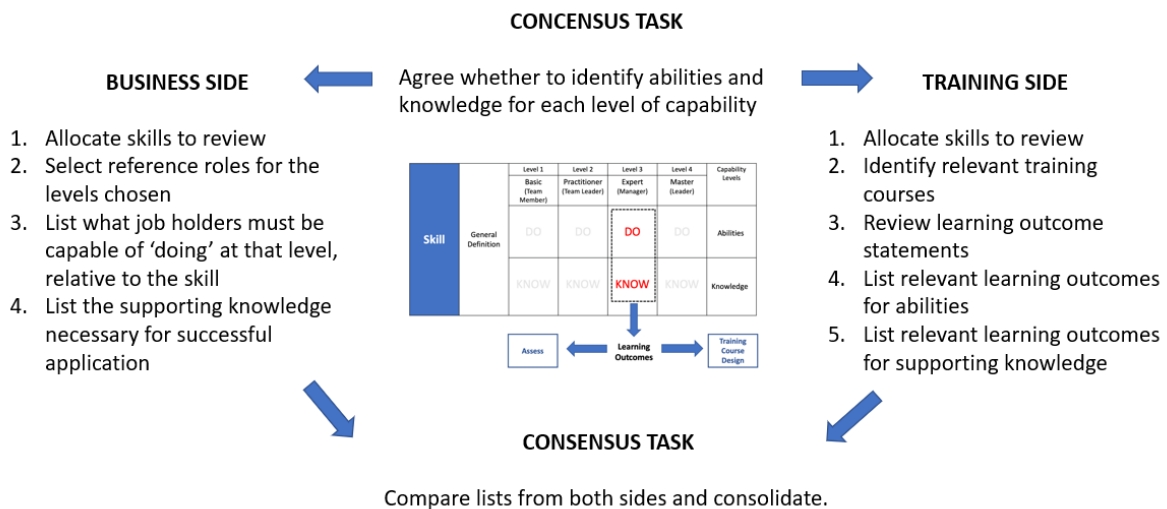 CONCENSUS TASK
Agree whether to identify abilities and
knowledge for each level of capability
BUSINESS SIDE
1. Allocate skills to review
2. Select reference roles for the
levels chosen
3. List what job holders must be
capable of ‘doing’ at that level,
relative to the skill
4. List the supporting knowledge
necessary for successful
application
Level 1 Level 2 Level 3 Level 4 Capability
Levels
Basic
(Team
Member)
Practitioner
(Team Leader)
Expert
(Manager)
Master
(Leader)
Skill
General
Definition
DO DO DO DO Abilities
KNOW KNOW KNOW KNOW Knowledge
Assess
Learning
Outcomes
Training
Course
Design
TRAINING SIDE
1. Allocate skills to review
2. Identify relevant training
courses
3. Review learning outcome
statements
4. List relevant learning outcomes
for abilities
5. List relevant learning outcomes
for supporting knowledge
CONSENSUS TASK
Compare lists from both sides and consolidate.